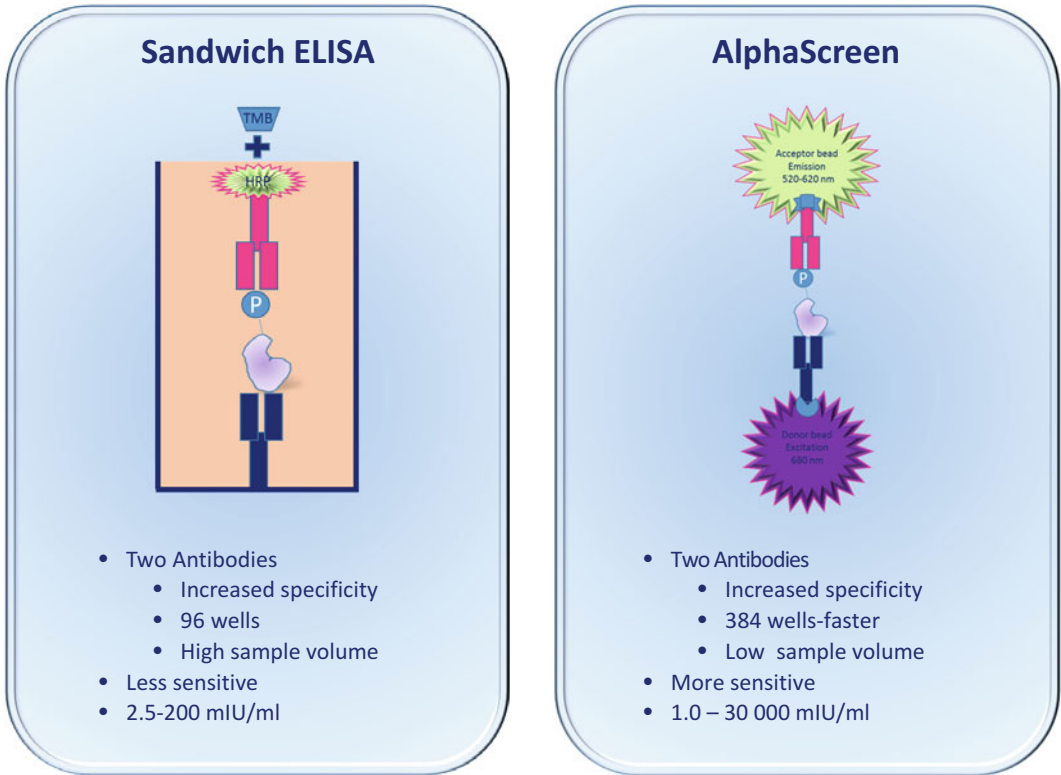 Sandwich ELISA
TMB
HRP
P
• Two Antibodies
• Increased specificity
• 96 wells
• High sample volume
• Less sensitive
• 2.5-200 mIU/ml
AlphaScreen
Acceptor bead
Emission
520-620 nm
P
Donor bead
Excitation
680 nm
• Two Antibodies
• Increased specificity
• 384 wells-faster
• Low sample volume
• More sensitive
• 1.0 – 30 000 mIU/ml